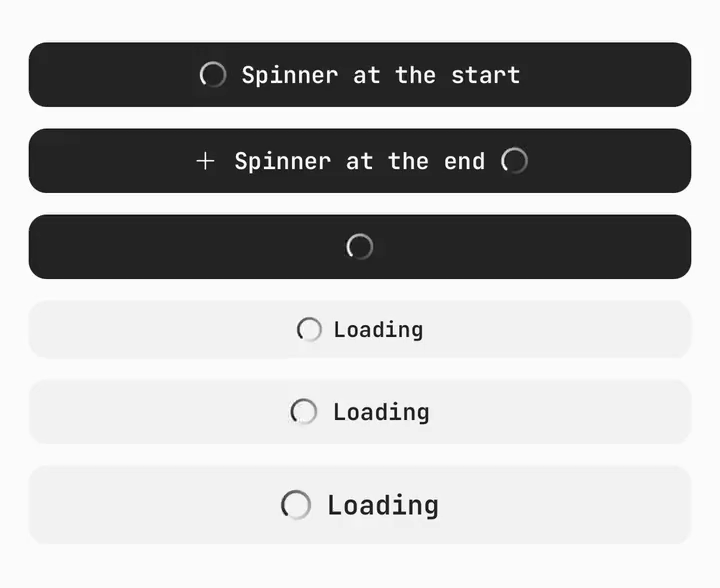 Spinner at the start
Spinner at the end
Loading
Loading
Loading